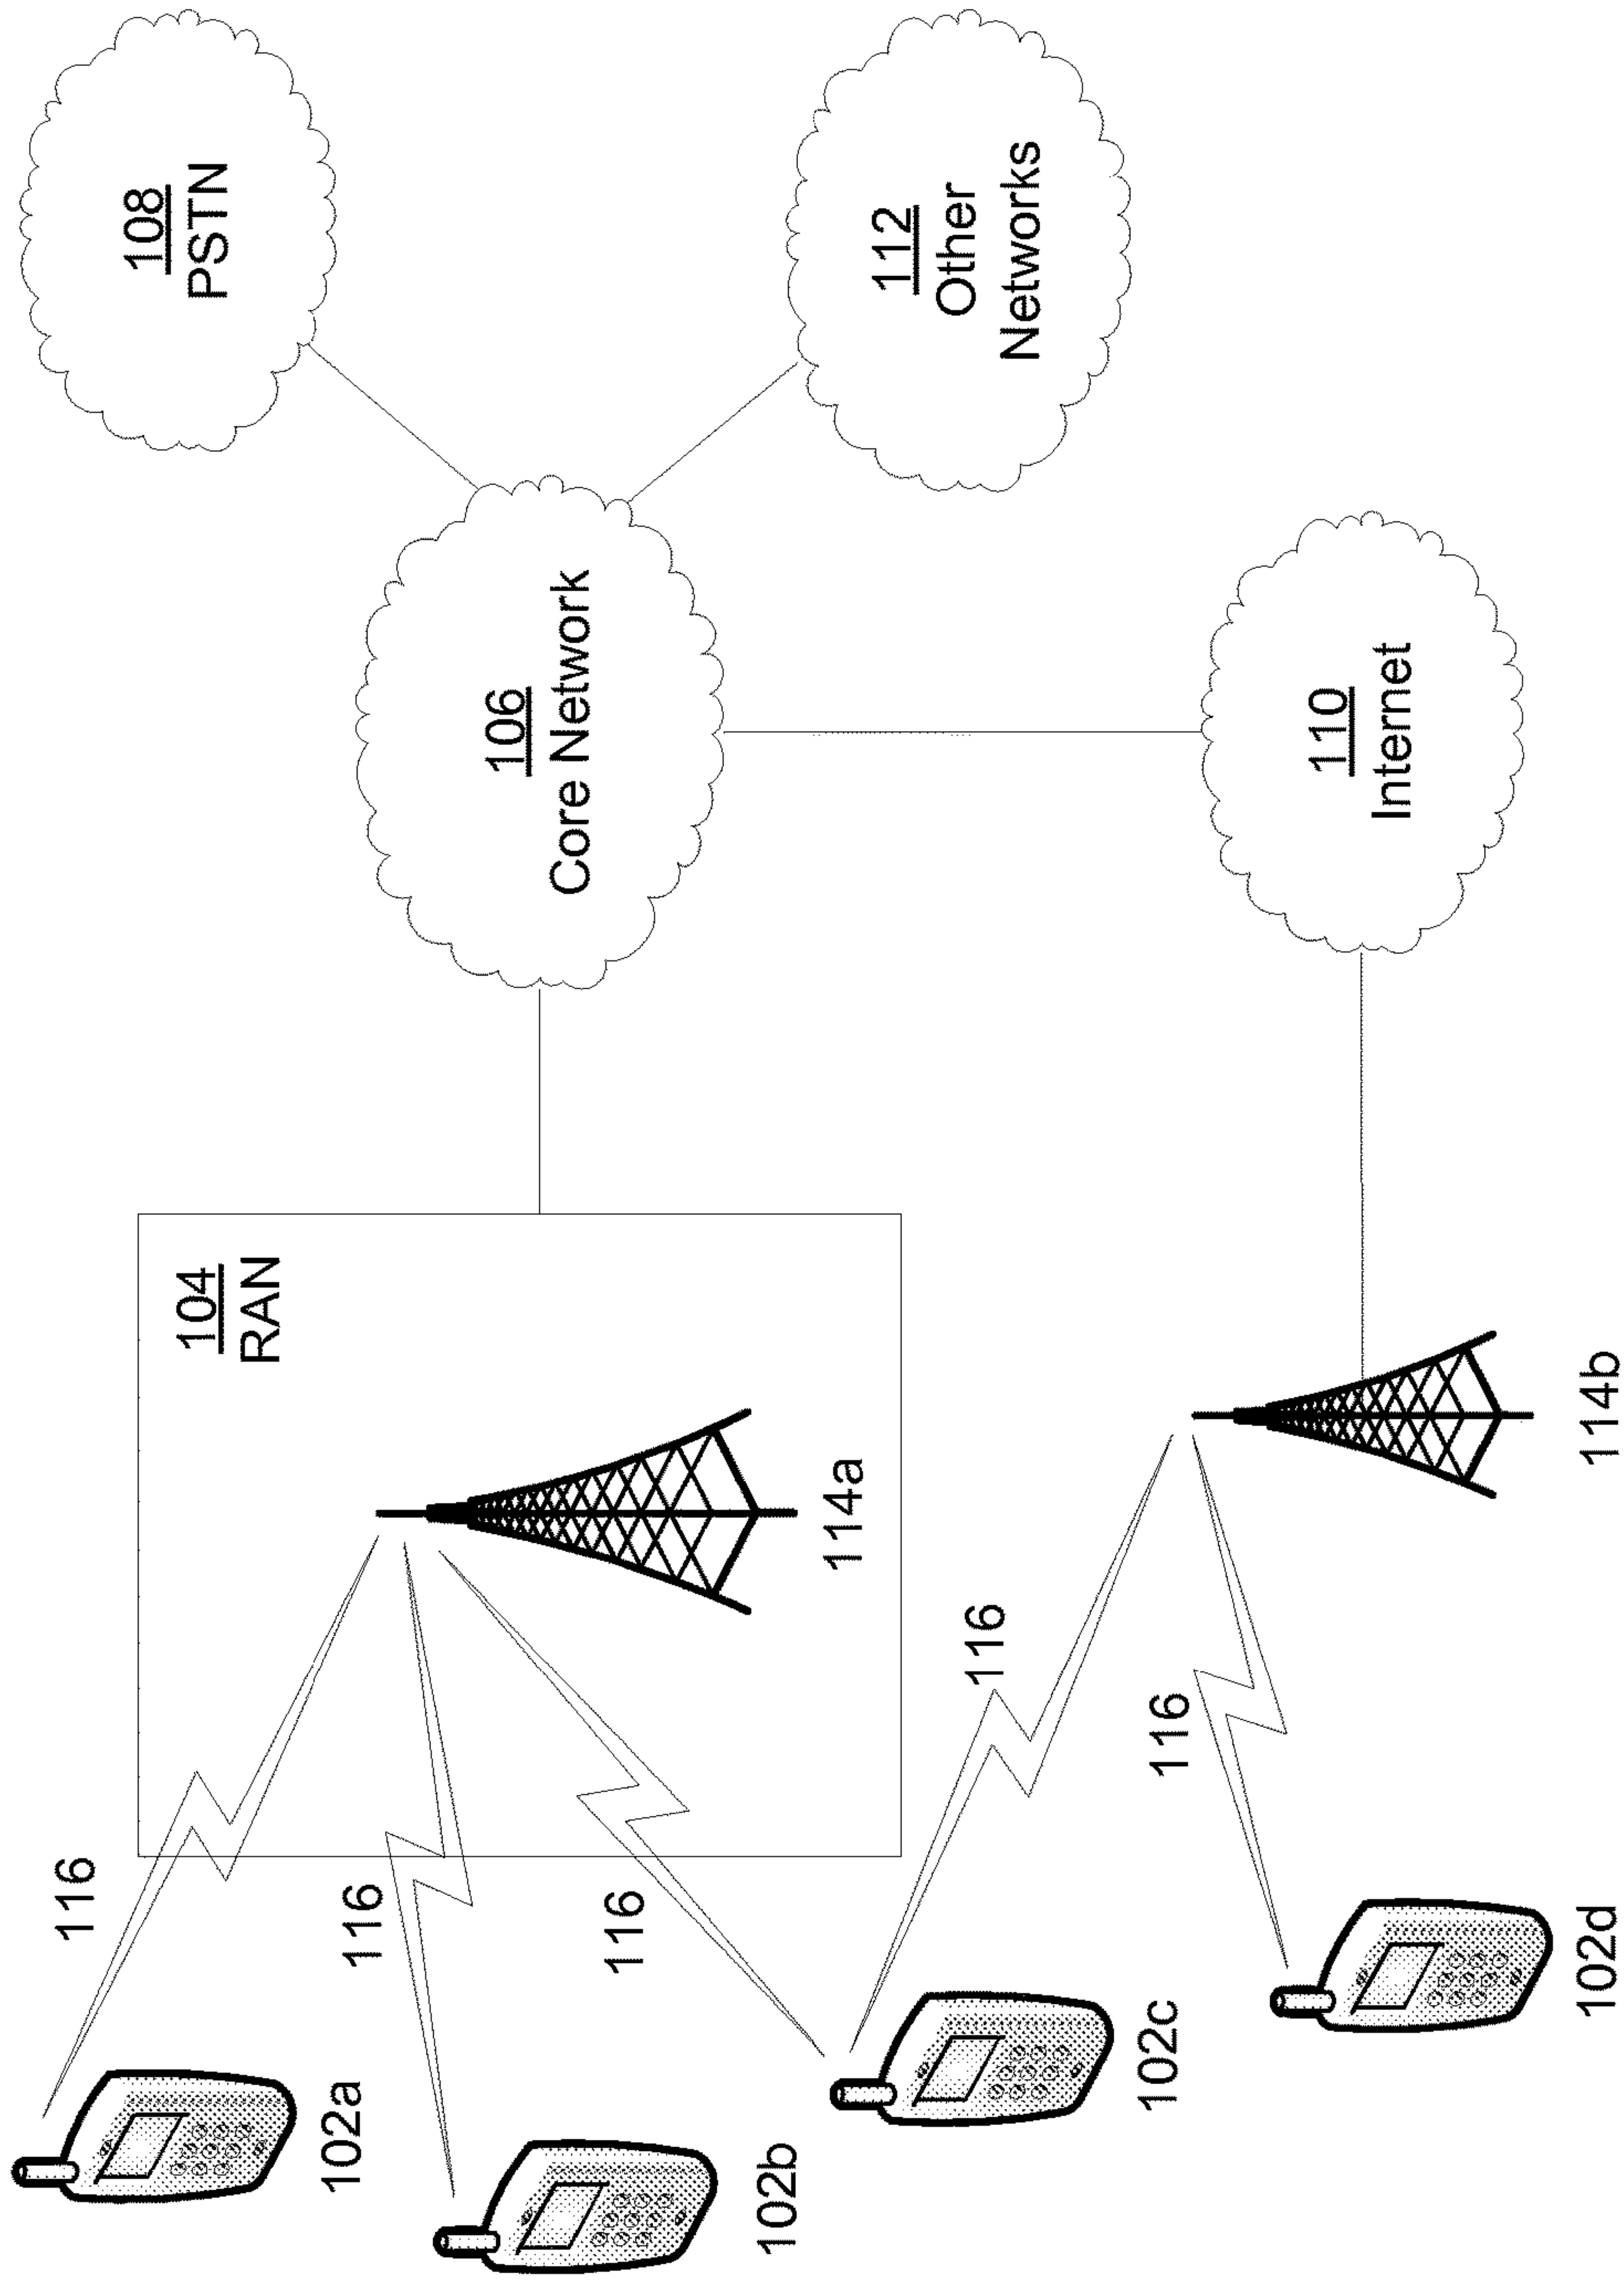 116
102a
116
102b
116
102c
116
116
102d
104
RAN
114a
114b
106
Core Network
108
PSTN
112
Other
Networks
110
Internet